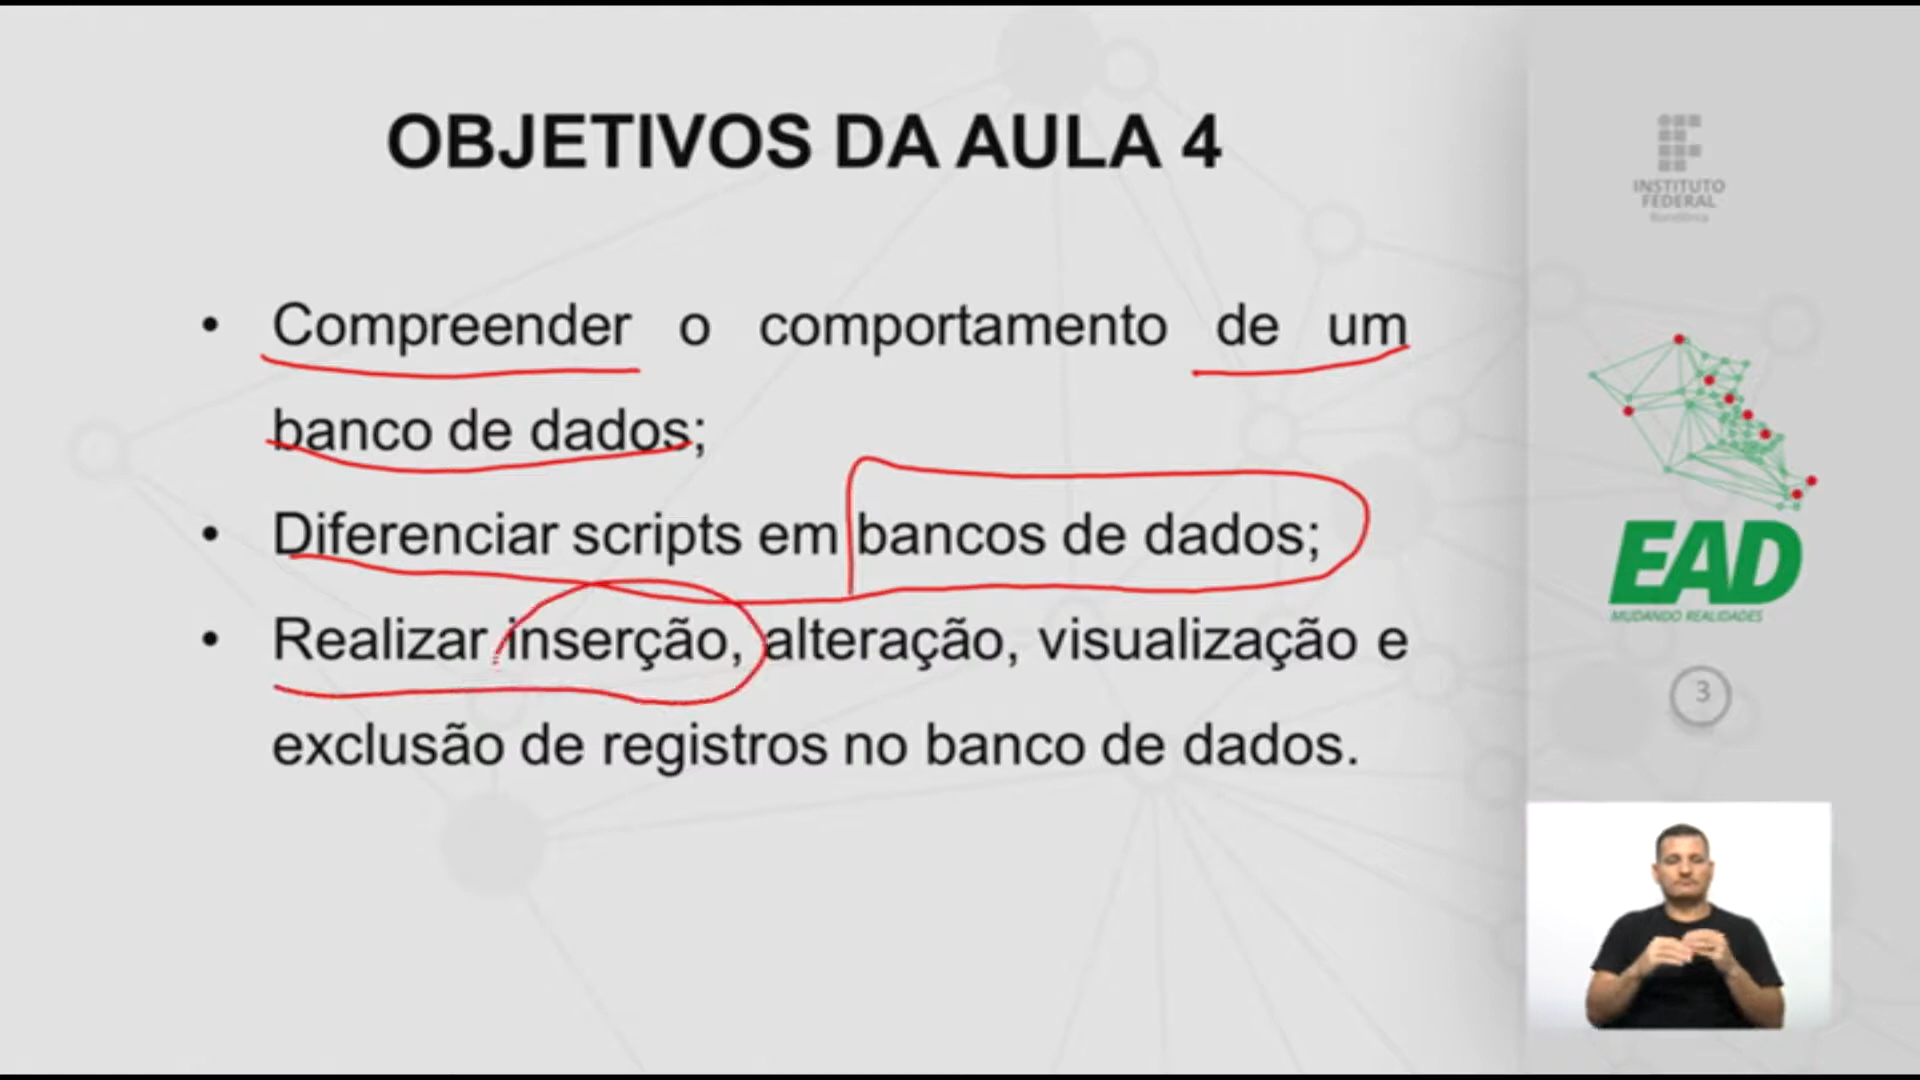 OBJETIVOS DA AULA 4
• Compreender o comportamento de um
banco de dados;
• Diferenciar scripts em bancos de dados;
• Realizar inserção, alteração, visualização e
exclusão de registros no banco de dados.
INSTITUTO
FEDERAL
Rondônia
EAD
MUDANDO REALIDADES
3